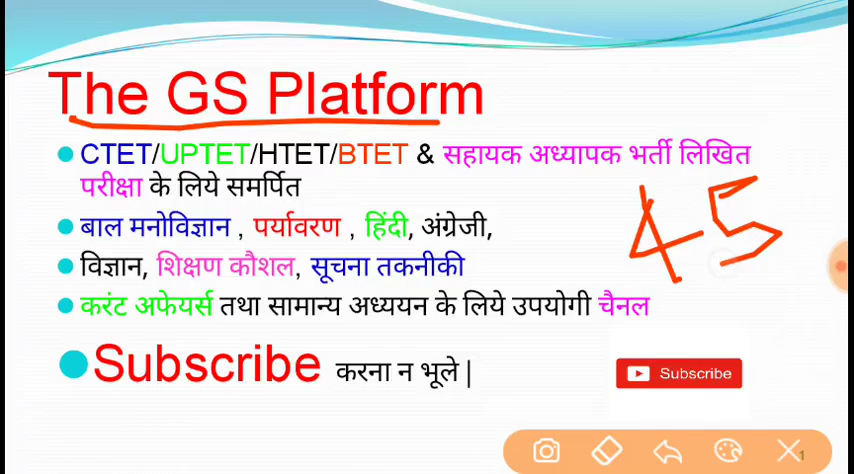 The GS Platform
CTET/UPTET/HTET/BTET & सहायक अध्यापक भर्ती लिखित
परीक्षा के लिये समर्पित
45
बाल मनोविज्ञान , पर्यावरण , हिंदी, अंग्रेजी,
विज्ञान, शिक्षण कौशल, सूचना तकनीकी
करंट अफेयर्स तथा सामान्य अध्ययन के लिये उपयोगी चैनल
Subscribe करना न भूले |
Subscribe
1